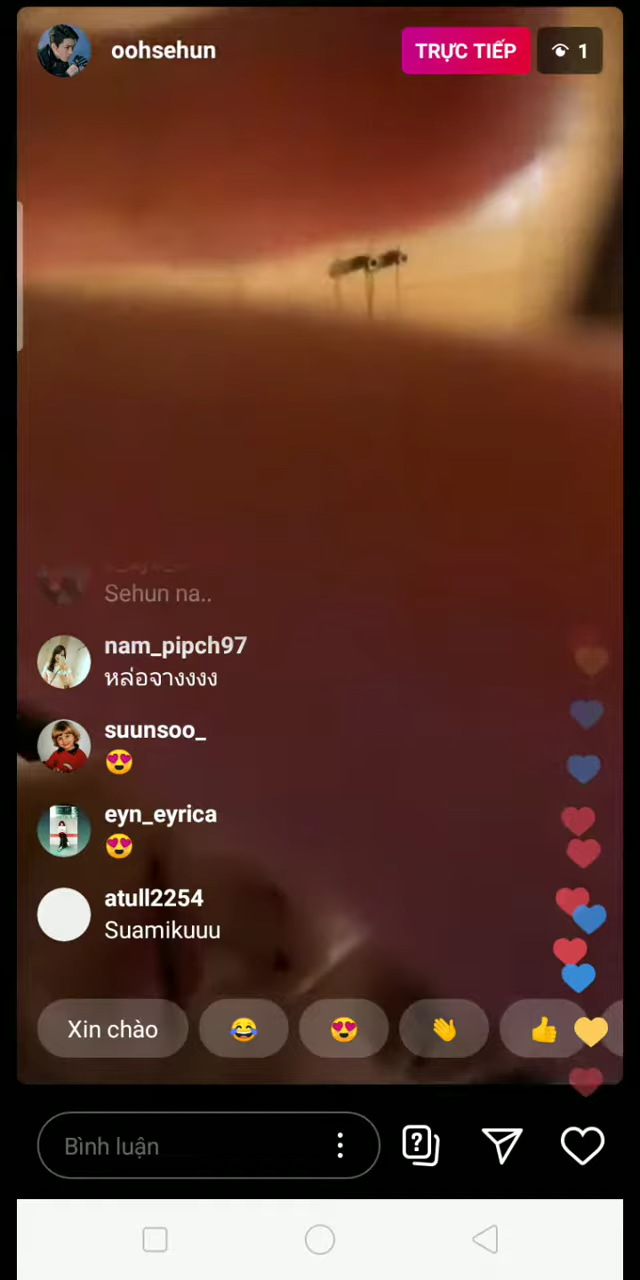 oohsehun
TRỰC TIẾP
1
Sehun na..
nam_pipch97
หล่อจางงงง
suunsoo_
😍
eyn_eyrica
😍
atull2254
Suamikuuu
Xin chào 😂 😍 👋 👍
Bình luận